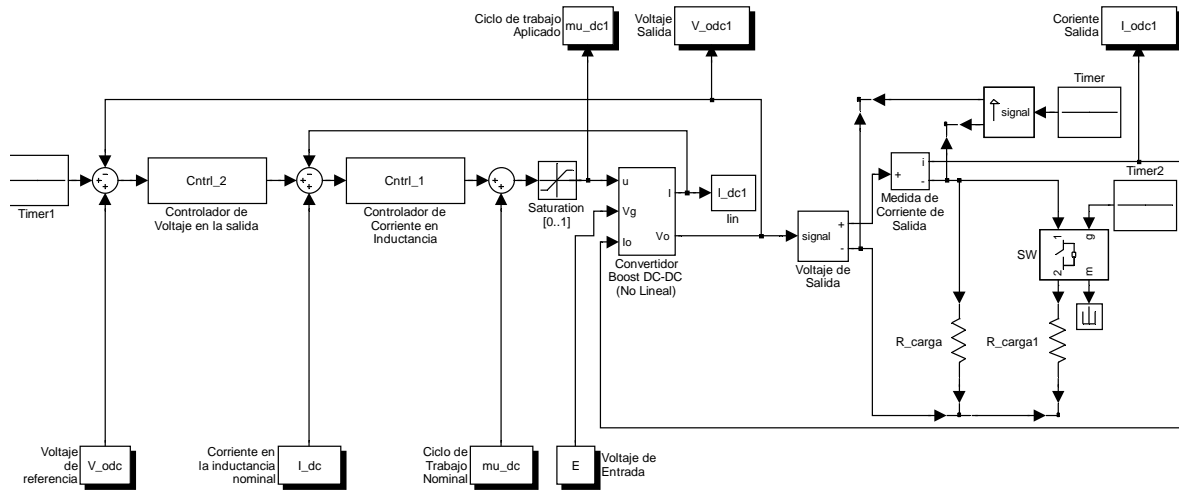 Ciclo de trabajo
Aplicado
mu_dc1
Voltaje
Salida
V_odc1
Coriente
Salida
I_odc1
Timer
signal
Timer1
Cntrl_2
Controlador de
Voltaje en la salida
Cntrl_1
Controlador de
Corriente en
Inductancia
Saturation
[0..1]
u
Vg
Io
I
Vo
Convertidor
Boost DC-DC
(No Lineal)
I_dc1
Iin
signal
+
-
Voltaje de
Salida
+
i
-
Medida de
Corriente de
Salida
Timer2
SW
1
g
2
m
R_carga
R_carga1
Voltaje
de
referencia
V_odc
Corriente en
la inductancia
nominal
I_dc
Ciclo de
Trabajo
Nominal
mu_dc
E
Voltaje de
Entrada